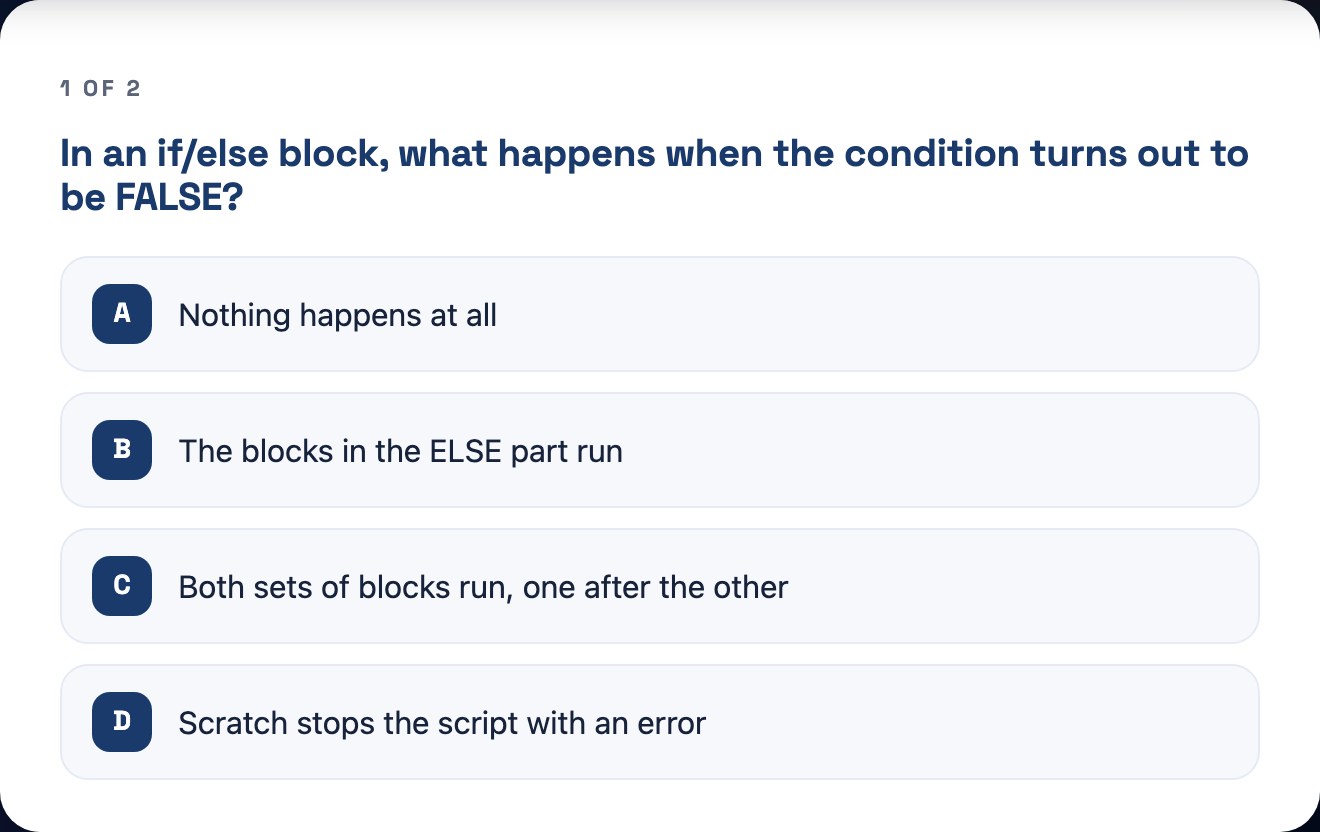 1 OF 2
In an if/else block, what happens when the condition turns out to
be FALSE?
A Nothing happens at all
B The blocks in the ELSE part run
C Both sets of blocks run, one after the other
D Scratch stops the script with an error